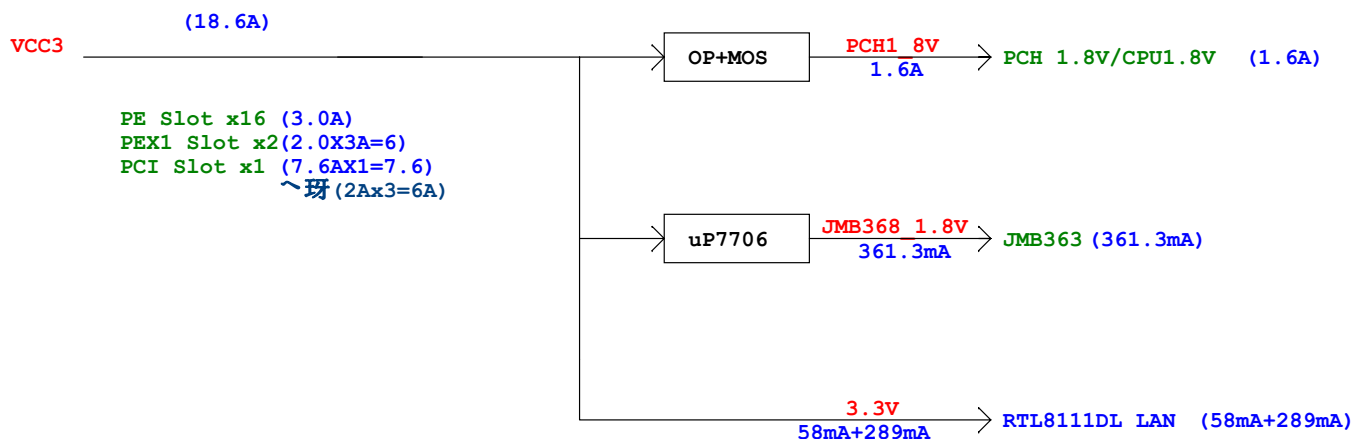 (18.6A)
VCC3
OP+MOS
PCH1_8V
1.6A
PCH 1.8V/CPU1.8V (1.6A)
PE Slot x16 (3.0A)
PEX1 Slot x2(2.0X3A=6)
PCI Slot x1 (7.6AX1=7.6)
へ玡(2Ax3=6A)
uP7706
JMB368_1.8V
361.3mA
JMB363 (361.3mA)
3.3V
58mA+289mA
RTL8111DL LAN (58mA+289mA)